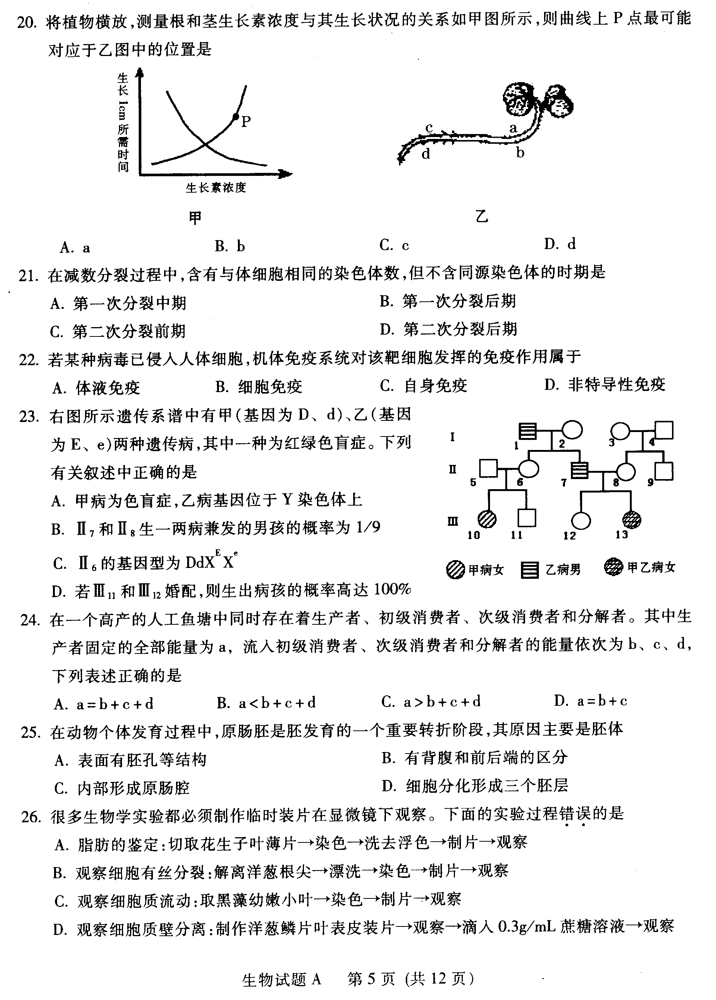 20. 将植物横放,测量根和茎生长素浓度与其生长状况的关系如甲图所示,则曲线上 P 点最可能
对应于乙图中的位置是
生长1cm所需时间
P
生长素浓度
甲
c
a
d
b
乙
A. a B. b C. c D. d
21. 在减数分裂过程中,含有与体细胞相同的染色体数,但不含同源染色体的时期是
A. 第一次分裂中期 B. 第一次分裂后期
C. 第二次分裂前期 D. 第二次分裂后期
22. 若某种病毒已侵入人体细胞,机体免疫系统对该靶细胞发挥的免疫作用属于
A. 体液免疫 B. 细胞免疫 C. 自身免疫 D. 非特导性免疫
23. 右图所示遗传系谱中有甲(基因为 D、d)、乙(基因
为 E、e)两种遗传病,其中一种为红绿色盲症。下列
有关叙述中正确的是
A. 甲病为色盲症,乙病基因位于 Y 染色体上
B. Ⅱ7 和Ⅱ8 生一两病兼发的男孩的概率为 1/9
C. Ⅱ6 的基因型为 DdX^E X^e
D. 若Ⅲ11 和Ⅲ12 婚配,则生出病孩的概率高达 100%
Ⅰ 1 2 3 4
Ⅱ 5 6 7 8 9
Ⅲ 10 11 12 13
甲病女 乙病男 甲乙病女
24. 在一个高产的人工鱼塘中同时存在着生产者、初级消费者、次级消费者和分解者。其中生
产者固定的全部能量为 a, 流入初级消费者、次级消费者和分解者的能量依次为 b、c、d,
下列表述正确的是
A. a=b+c+d B. a<b+c+d C. a>b+c+d D. a=b+c
25. 在动物个体发育过程中,原肠胚是胚发育的一个重要转折阶段,其原因主要是胚体
A. 表面有胚孔等结构 B. 有背腹和前后端的区分
C. 内部形成原肠腔 D. 细胞分化形成三个胚层
26. 很多生物学实验都必须制作临时装片在显微镜下观察。下面的实验过程错误的是
A. 脂肪的鉴定:切取花生子叶薄片→染色→洗去浮色→制片→观察
B. 观察细胞有丝分裂:解离洋葱根尖→漂洗→染色→制片→观察
C. 观察细胞质流动:取黑藻幼嫩小叶→染色→制片→观察
D. 观察细胞质壁分离:制作洋葱鳞片叶表皮装片→观察→滴入 0.3g/mL 蔗糖溶液→观察
生物试题 A 第 5 页 (共 12 页)